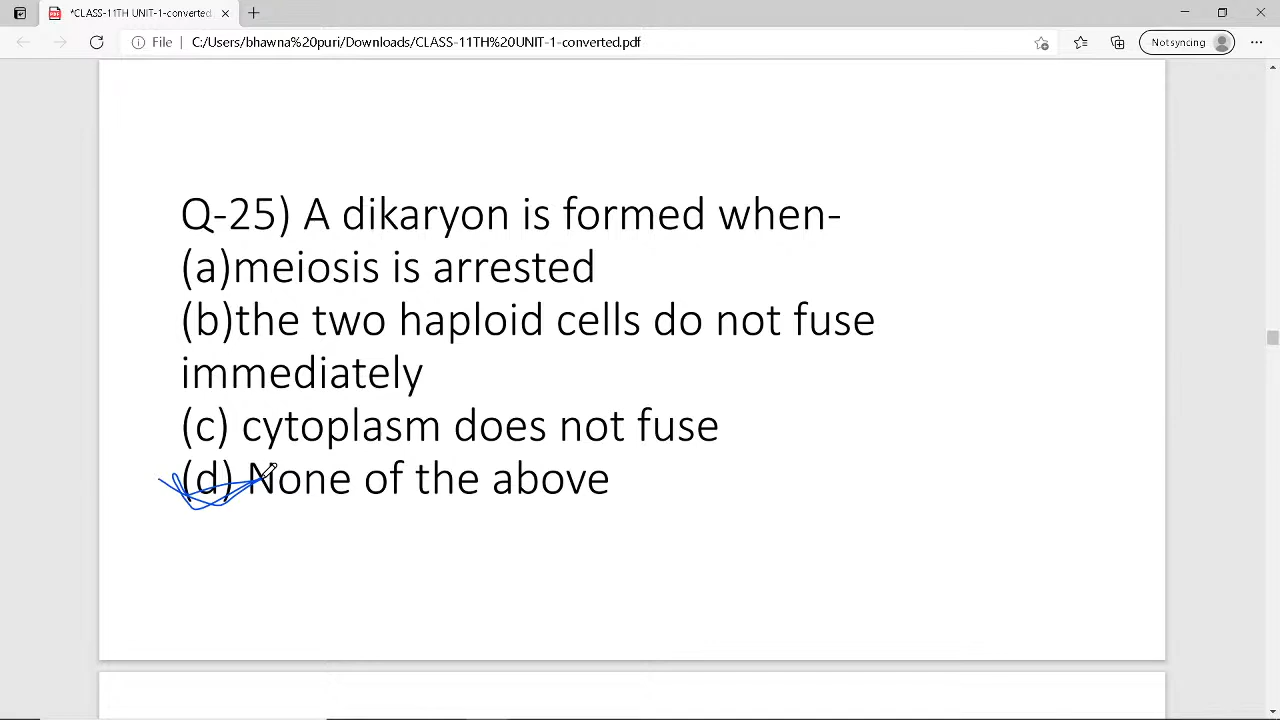 *CLASS-11TH UNIT-1-converted
File
C:/Users/bhawna%20puri/Downloads/CLASS-11TH%20UNIT-1-converted.pdf
Not syncing
Q-25) A dikaryon is formed when-
(a)meiosis is arrested
(b)the two haploid cells do not fuse
immediately
(c) cytoplasm does not fuse
(d) None of the above